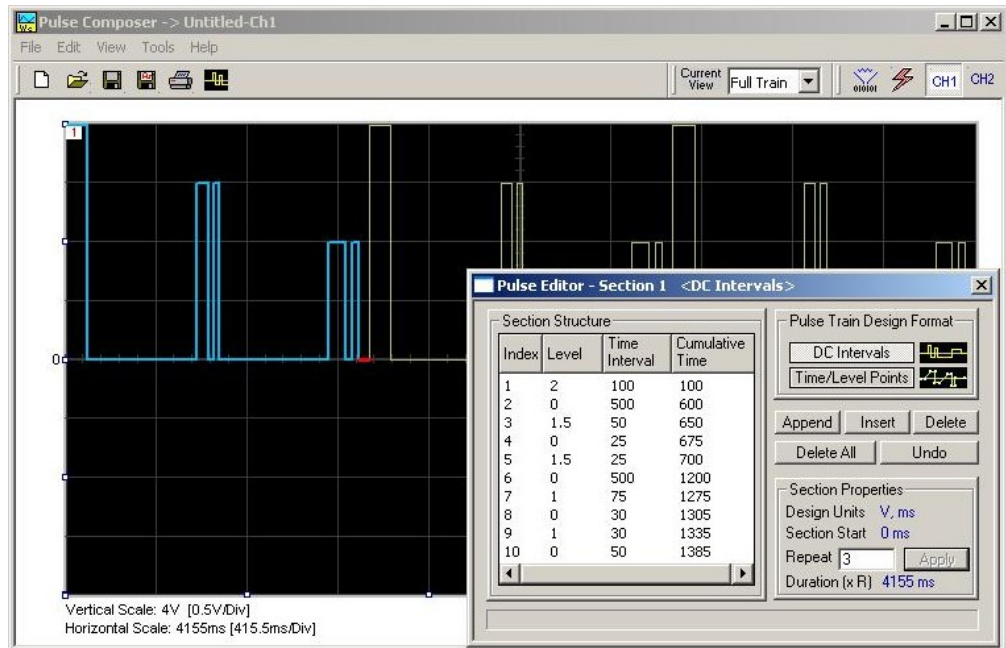 Pulse Composer -> Untitled-Ch1
File Edit View Tools Help
Current View Full Train
010101
CH1 CH2
1
0
Vertical Scale: 4V [0.5V/Div]
Horizontal Scale: 4155ms [415.5ms/Div]
Pulse Editor - Section 1 <DC Intervals>
Section Structure
Index Level Time Interval Cumulative Time
1 2 100 100
2 0 500 600
3 1.5 50 650
4 0 25 675
5 1.5 25 700
6 0 500 1200
7 1 75 1275
8 0 30 1305
9 1 30 1335
10 0 50 1385
Pulse Train Design Format
DC Intervals
Time/Level Points
Append Insert Delete
Delete All Undo
Section Properties
Design Units V, ms
Section Start 0 ms
Repeat 3 Apply
Duration (x R) 4155 ms